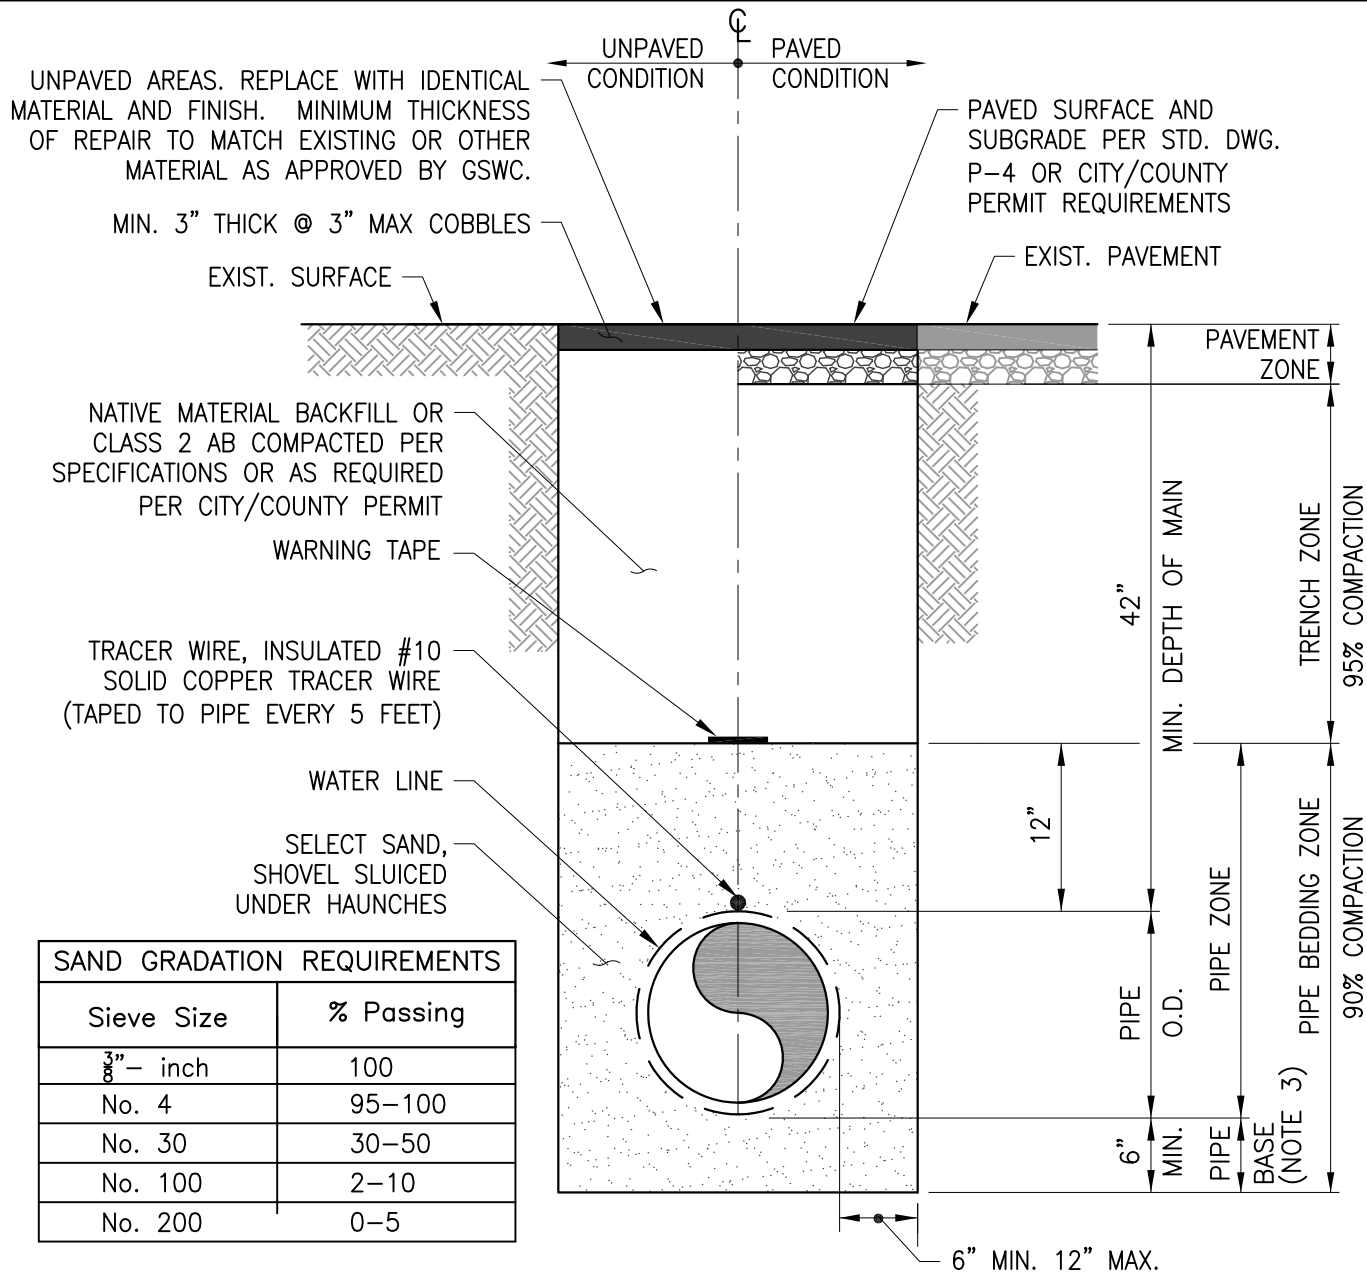 ℄
UNPAVED
CONDITION
PAVED
CONDITION
UNPAVED AREAS. REPLACE WITH IDENTICAL
MATERIAL AND FINISH. MINIMUM THICKNESS
OF REPAIR TO MATCH EXISTING OR OTHER
MATERIAL AS APPROVED BY GSWC.
PAVED SURFACE AND
SUBGRADE PER STD. DWG.
P-4 OR CITY/COUNTY
PERMIT REQUIREMENTS
MIN. 3" THICK @ 3" MAX COBBLES
EXIST. SURFACE
EXIST. PAVEMENT
PAVEMENT
ZONE
NATIVE MATERIAL BACKFILL OR
CLASS 2 AB COMPACTED PER
SPECIFICATIONS OR AS REQUIRED
PER CITY/COUNTY PERMIT
WARNING TAPE
TRACER WIRE, INSULATED #10
SOLID COPPER TRACER WIRE
(TAPED TO PIPE EVERY 5 FEET)
WATER LINE
SELECT SAND,
SHOVEL SLUICED
UNDER HAUNCHES
42"
MIN. DEPTH OF MAIN
TRENCH ZONE
95% COMPACTION
12"
PIPE
O.D.
PIPE ZONE
PIPE BEDDING ZONE
90% COMPACTION
6"
MIN.
PIPE
BASE
(NOTE 3)
6" MIN. 12" MAX.
SAND GRADATION REQUIREMENTS
Sieve Size % Passing
3/8"- inch 100
No. 4 95-100
No. 30 30-50
No. 100 2-10
No. 200 0-5